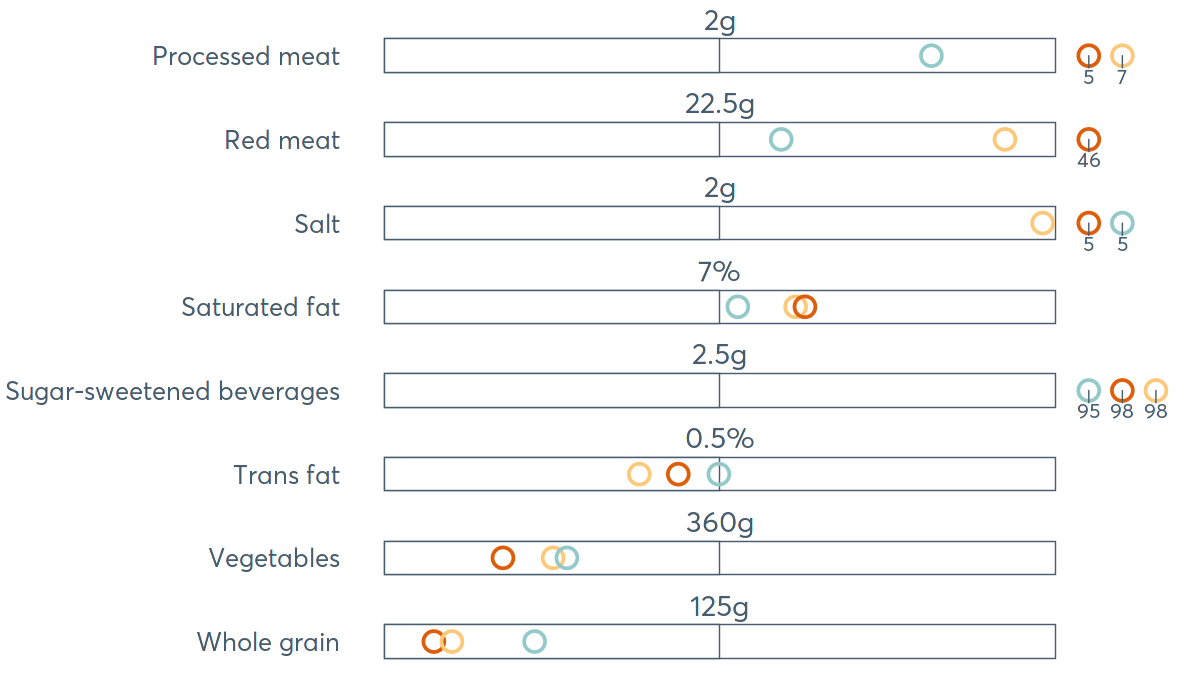 2g
Processed meat
5 7
22.5g
Red meat
46
2g
Salt
5 5
7%
Saturated fat
2.5g
Sugar-sweetened beverages
95 98 98
0.5%
Trans fat
360g
Vegetables
125g
Whole grain